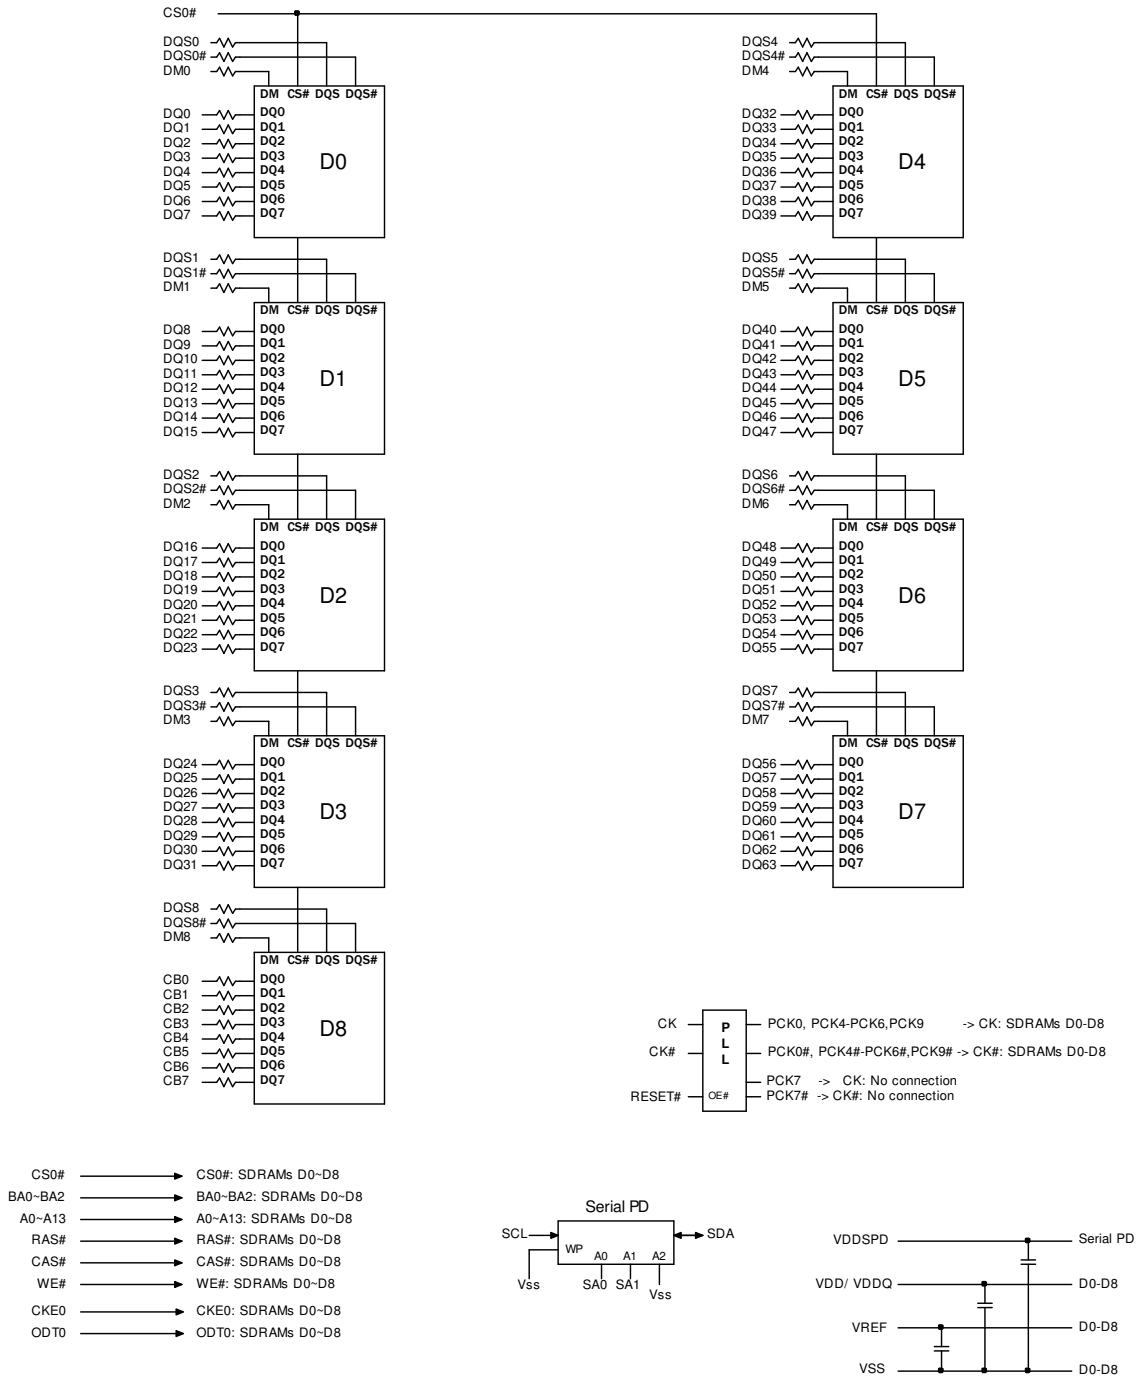 CS0#
DQS0
DQS0#
DM0
DM CS# DQS DQS#
DQ0 DQ0
DQ1 DQ1
DQ2 DQ2
DQ3 DQ3
DQ4 DQ4
DQ5 DQ5
DQ6 DQ6
DQ7 DQ7
D0
DQS1
DQS1#
DM1
DM CS# DQS DQS#
DQ8 DQ0
DQ9 DQ1
DQ10 DQ2
DQ11 DQ3
DQ12 DQ4
DQ13 DQ5
DQ14 DQ6
DQ15 DQ7
D1
DQS2
DQS2#
DM2
DM CS# DQS DQS#
DQ16 DQ0
DQ17 DQ1
DQ18 DQ2
DQ19 DQ3
DQ20 DQ4
DQ21 DQ5
DQ22 DQ6
DQ23 DQ7
D2
DQS3
DQS3#
DM3
DM CS# DQS DQS#
DQ24 DQ0
DQ25 DQ1
DQ26 DQ2
DQ27 DQ3
DQ28 DQ4
DQ29 DQ5
DQ30 DQ6
DQ31 DQ7
D3
DQS8
DQS8#
DM8
DM CS# DQS DQS#
CB0 DQ0
CB1 DQ1
CB2 DQ2
CB3 DQ3
CB4 DQ4
CB5 DQ5
CB6 DQ6
CB7 DQ7
D8
DQS4
DQS4#
DM4
DM CS# DQS DQS#
DQ32 DQ0
DQ33 DQ1
DQ34 DQ2
DQ35 DQ3
DQ36 DQ4
DQ37 DQ5
DQ38 DQ6
DQ39 DQ7
D4
DQS5
DQS5#
DM5
DM CS# DQS DQS#
DQ40 DQ0
DQ41 DQ1
DQ42 DQ2
DQ43 DQ3
DQ44 DQ4
DQ45 DQ5
DQ46 DQ6
DQ47 DQ7
D5
DQS6
DQS6#
DM6
DM CS# DQS DQS#
DQ48 DQ0
DQ49 DQ1
DQ50 DQ2
DQ51 DQ3
DQ52 DQ4
DQ53 DQ5
DQ54 DQ6
DQ55 DQ7
D6
DQS7
DQS7#
DM7
DM CS# DQS DQS#
DQ56 DQ0
DQ57 DQ1
DQ58 DQ2
DQ59 DQ3
DQ60 DQ4
DQ61 DQ5
DQ62 DQ6
DQ63 DQ7
D7
PLL
CK PCK0, PCK4-PCK6,PCK9 -> CK: SDRAMs D0-D8
CK# PCK0#, PCK4#-PCK6#,PCK9# -> CK#: SDRAMs D0-D8
PCK7 -> CK: No connection
RESET# OE# PCK7# -> CK#: No connection
CS0# CS0#: SDRAMs D0~D8
BA0~BA2 BA0~BA2: SDRAMs D0~D8
A0~A13 A0~A13: SDRAMs D0~D8
RAS# RAS#: SDRAMs D0~D8
CAS# CAS#: SDRAMs D0~D8
WE# WE#: SDRAMs D0~D8
CKE0 CKE0: SDRAMs D0~D8
ODT0 ODT0: SDRAMs D0~D8
Serial PD
SCL SDA
WP A0 A1 A2
Vss SA0 SA1 Vss
VDDSPD Serial PD
VDD/ VDDQ D0-D8
VREF D0-D8
VSS D0-D8